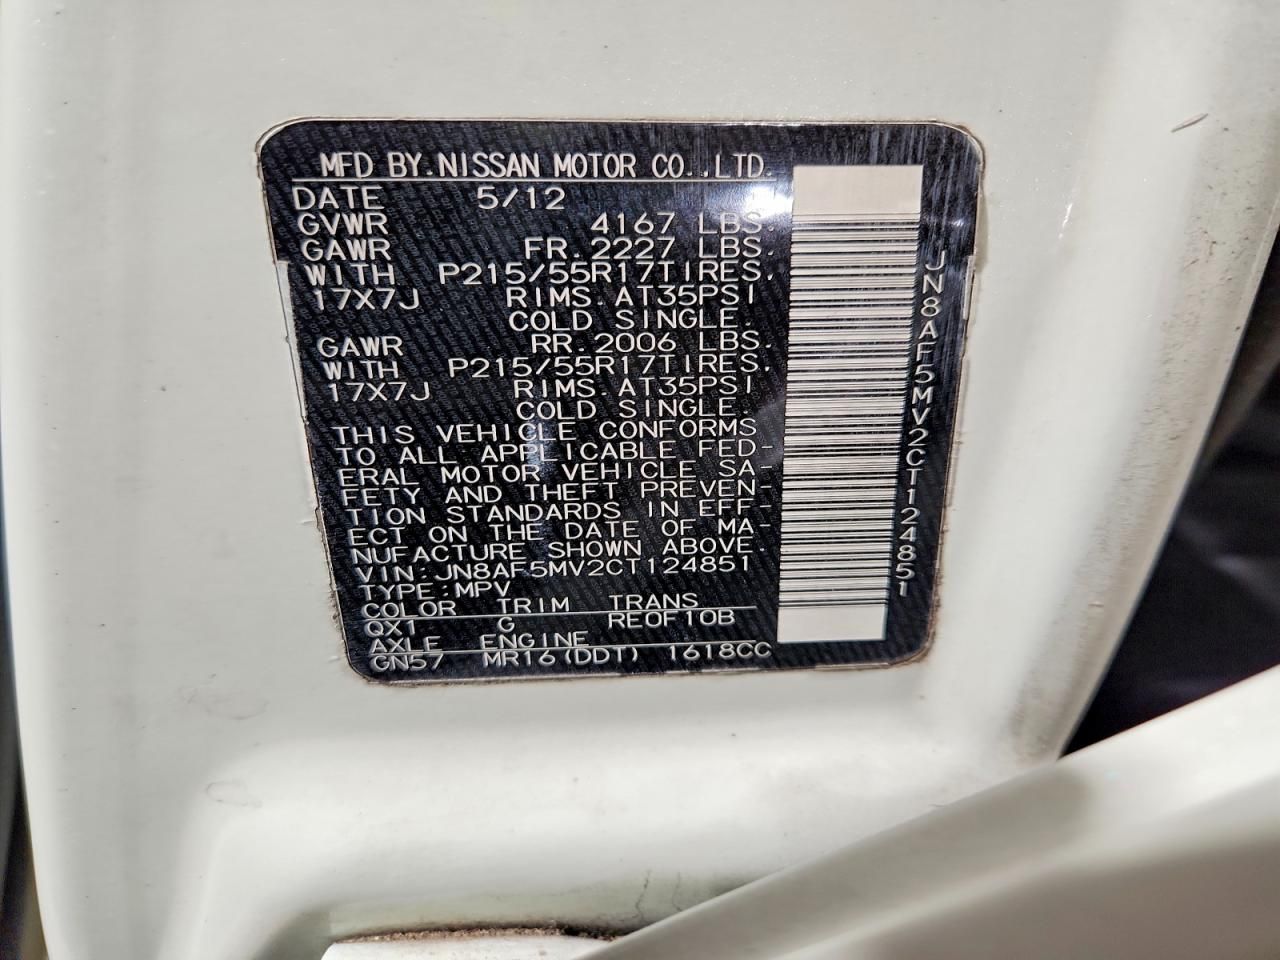 MFD BY.NISSAN MOTOR CO.,LTD.
DATE 5/12
GVWR 4167 LBS.
GAWR FR.2227 LBS.
WITH P215/55R17TIRES.
17X7J RIMS.AT35PSI
COLD SINGLE.
GAWR RR.2006 LBS.
WITH P215/55R17TIRES.
17X7J RIMS.AT35PSI
COLD SINGLE.
THIS VEHICLE CONFORMS
TO ALL APPLICABLE FED-
ERAL MOTOR VEHICLE SA-
FETY AND THEFT PREVEN-
TION STANDARDS IN EFF-
ECT ON THE DATE OF MA-
NUFACTURE SHOWN ABOVE.
VIN:JN8AF5MV2CT124851
TYPE:MPV
COLOR TRIM TRANS
QX1 G RE0F10B
AXLE ENGINE
GN57 MR16(DDT) 1618CC
JN8AF5MV2CT124851